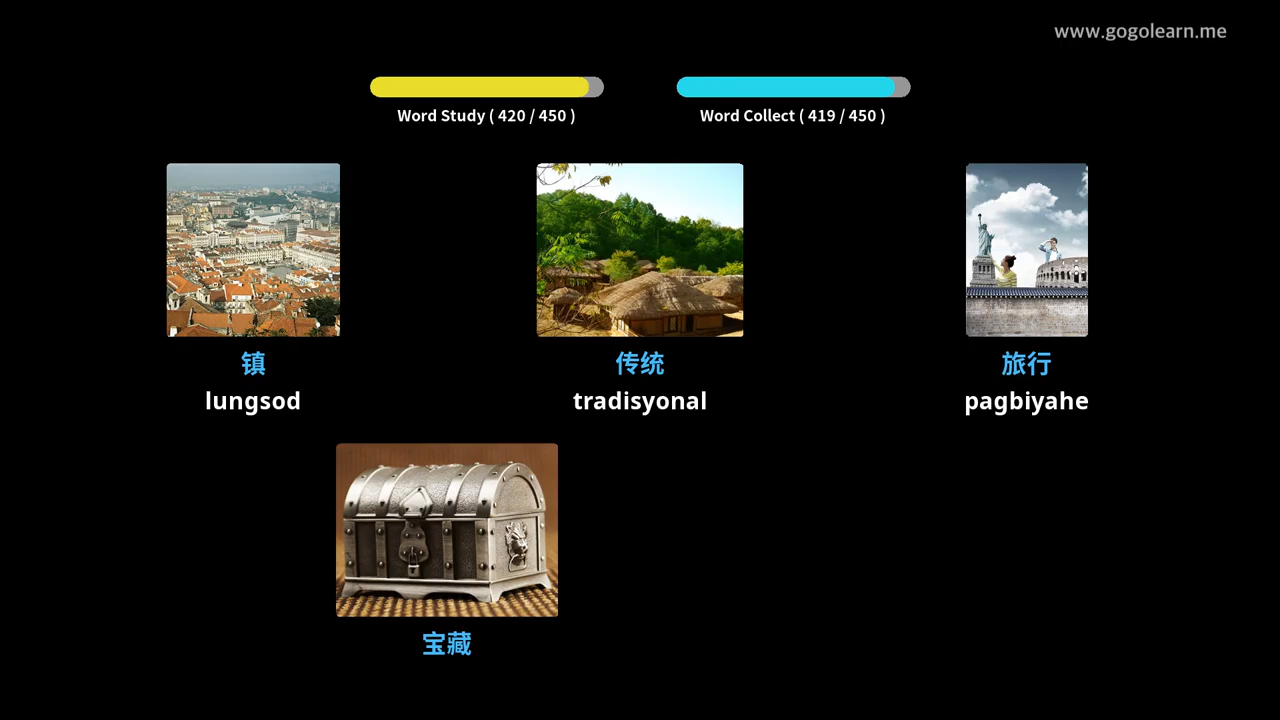 www.gogolearn.me
Word Study ( 420 / 450 )
Word Collect ( 419 / 450 )
镇
lungsod
传统
tradisyonal
旅行
pagbiyahe
宝藏